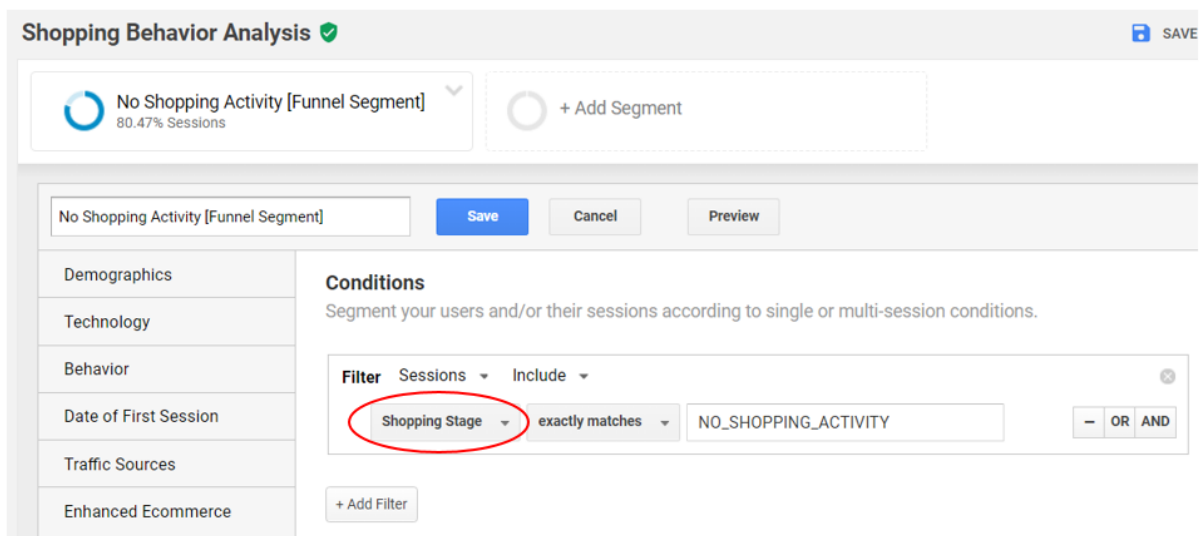 Shopping Behavior Analysis
SAVE
No Shopping Activity [Funnel Segment]
80.47% Sessions
+ Add Segment
No Shopping Activity [Funnel Segment]
Save
Cancel
Preview
Demographics
Technology
Behavior
Date of First Session
Traffic Sources
Enhanced Ecommerce
Conditions
Segment your users and/or their sessions according to single or multi-session conditions.
Filter Sessions Include
Shopping Stage exactly matches NO_SHOPPING_ACTIVITY – OR AND
+ Add Filter